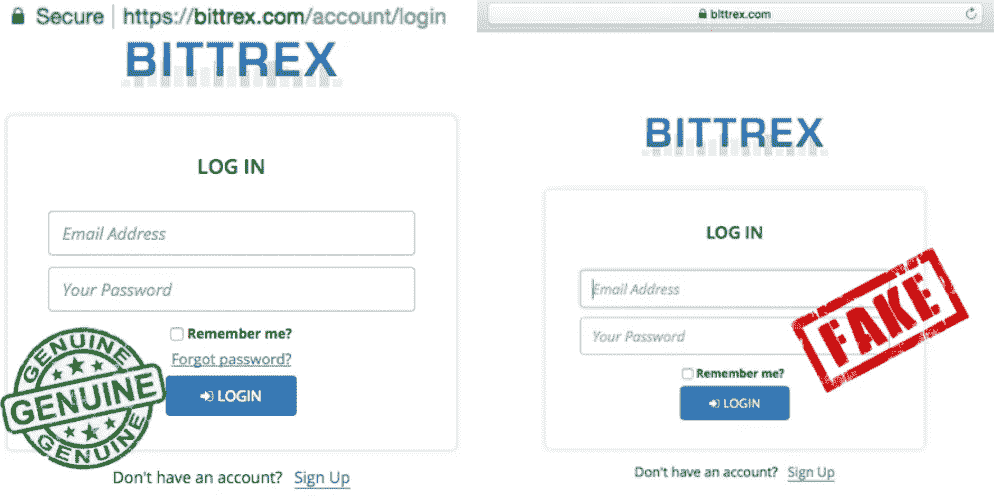 Secure | https://bittrex.com/account/login
BITTREX
LOG IN
Email Address
Your Password
Remember me?
Forgot password?
LOGIN
Don't have an account? Sign Up
GENUINE
GENUINE
GENUINE
blttrex.com
BITTREX
LOG IN
Email Address
Your Password
Remember me?
LOGIN
Don't have an account? Sign Up
FAKE